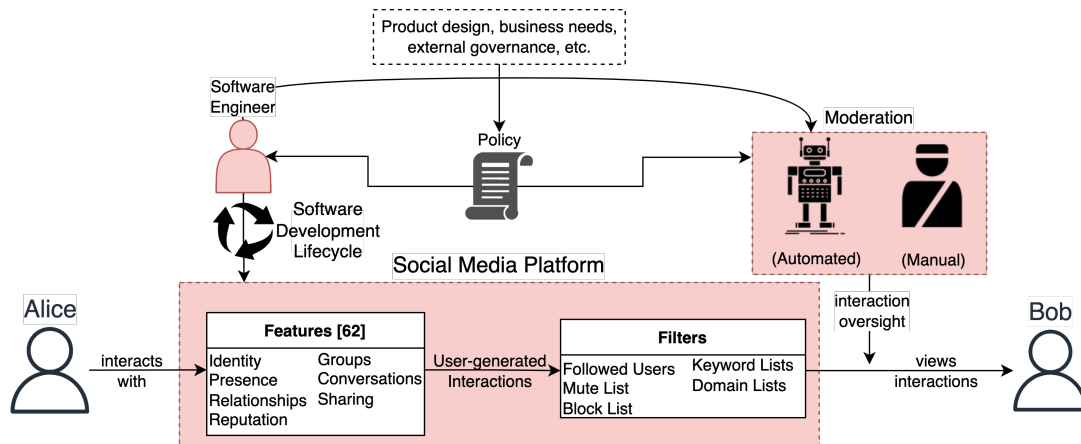 Product design, business needs,
external governance, etc.
Software
Engineer
Policy
Moderation
Software
Development
Lifecycle
(Automated)
(Manual)
Social Media Platform
interaction
oversight
Alice
interacts
with
Features [62]
Identity
Presence
Relationships
Reputation
Groups
Conversations
Sharing
User-generated
Interactions
Filters
Followed Users
Mute List
Block List
Keyword Lists
Domain Lists
views
interactions
Bob